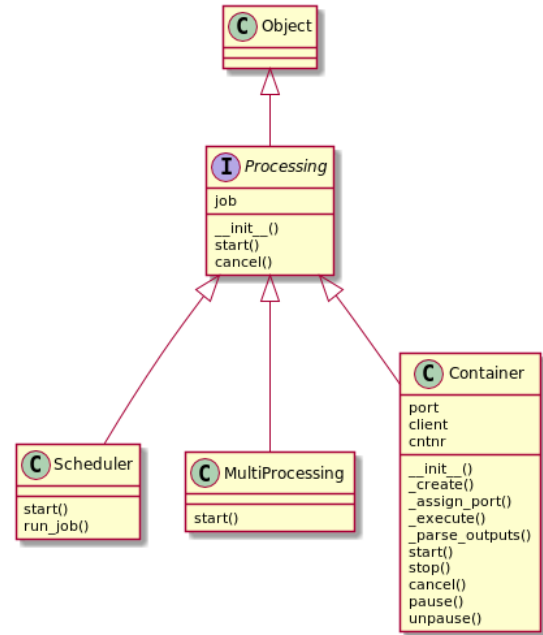 C Object
I Processing
job
__init__()
start()
cancel()
C Scheduler
start()
run_job()
C MultiProcessing
start()
C Container
port
client
cntnr
__init__()
_create()
_assign_port()
_execute()
_parse_outputs()
start()
stop()
cancel()
pause()
unpause()